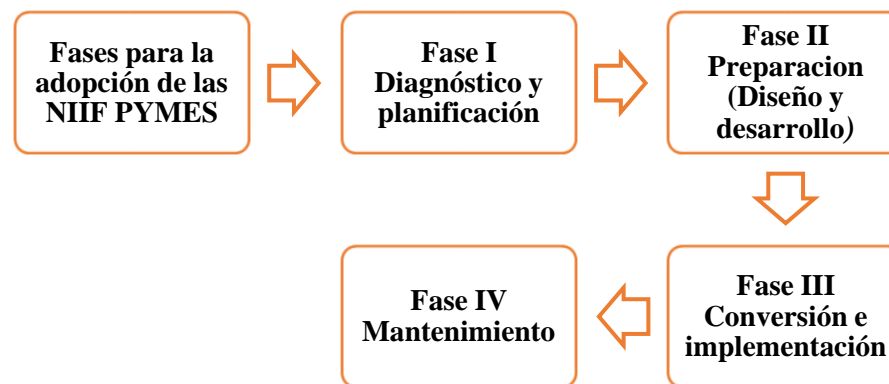 Fases para la
adopción de las
NIIF PYMES
Fase I
Diagnóstico y
planificación
Fase II
Preparacion
(Diseño y
desarrollo)
Fase III
Conversión e
implementación
Fase IV
Mantenimiento